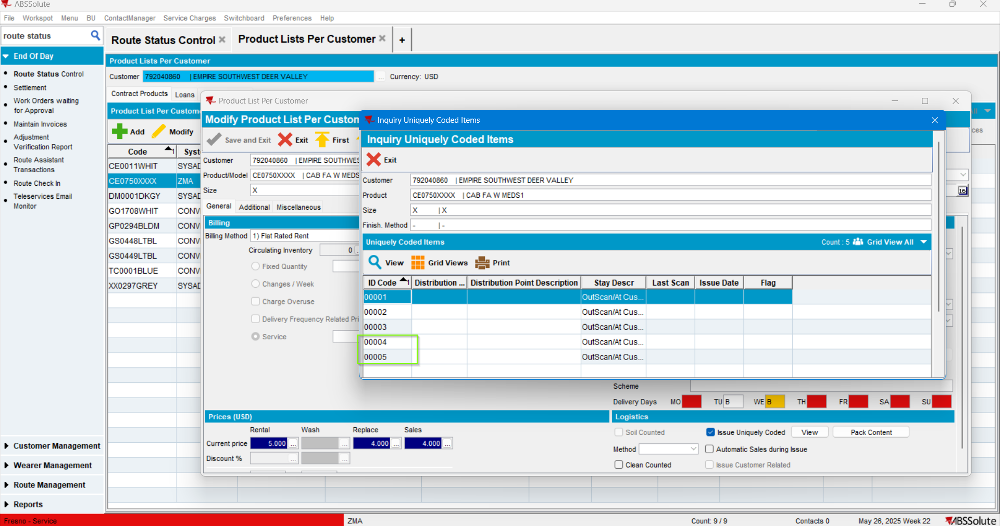 ABSSolute
File Workspot Menu BU ContactManager Service Charges Switchboard Preferences Help
route status
Route Status Control
Product Lists Per Customer
+
End Of Day
Route Status Control
Settlement
Work Orders waiting
for Approval
Maintain Invoices
Adjustment
Verification Report
Route Assistant
Transactions
Route Check In
Teleservices Email
Monitor
Customer Management
Wearer Management
Route Management
Reports
Product Lists Per Customer
Customer 792040860 | EMPIRE SOUTHWEST DEER VALLEY ... Currency: USD
Contract Products Loans
Product List Per Custom
Add Modify
Code 1 Syst
CE0011WHIT SYSAD
CE0750XXXX ZMA
DM0001DKGY SYSAD
GO1708WHIT CONV
GP0294BLDM CONV
GS0448LTBL CONV
GS0449LTBL CONV
TC0001BLUE CONV
XX0297GREY SYSAD
Product List Per Customer
Modify Product List Per Custom
Save and Exit Exit First
Customer 792040860 | EMPIRE SOUTHWES
Product/Model CE0750XXXX | CAB FA W MEDS
Size X
16
General Additional Miscellaneous
Billing
Billing Method 1) Flat Rated Rent
Circulating Inventory 0
Fixed Quantity
Changes / Week
Charge Overuse
Delivery Frequency Related Pri
Service
Inquiry Uniquely Coded Items
Inquiry Uniquely Coded Items
Exit
Customer 792040860 | EMPIRE SOUTHWEST DEER VALLEY
Product CE0750XXXX | CAB FA W MEDS1
Size X | X
Finish. Method - | -
Uniquely Coded Items Count : 5 Grid View All
View Grid Views Print
ID Code 1 Distribution ... Distribution Point Description Stay Descr Last Scan Issue Date Flag
00001 OutScan/At Cus...
00002 OutScan/At Cus...
00003 OutScan/At Cus...
00004 OutScan/At Cus...
00005 OutScan/At Cus...
Scheme
Delivery Days MO TU B WE B TH FR SA SU
Prices (USD)
Rental Wash Replace Sales
Current price 5.000 ... ... 4.000 ... 4.000 ...
Discount % ... ...
Logistics
Soil Counted Issue Uniquely Coded View Pack Content
Method Automatic Sales during Issue
Clean Counted Issue Customer Related
Fresno - Service ZMA Count: 9 / 9 Contacts 0 May 26, 2025 Week 22 ABSSolute